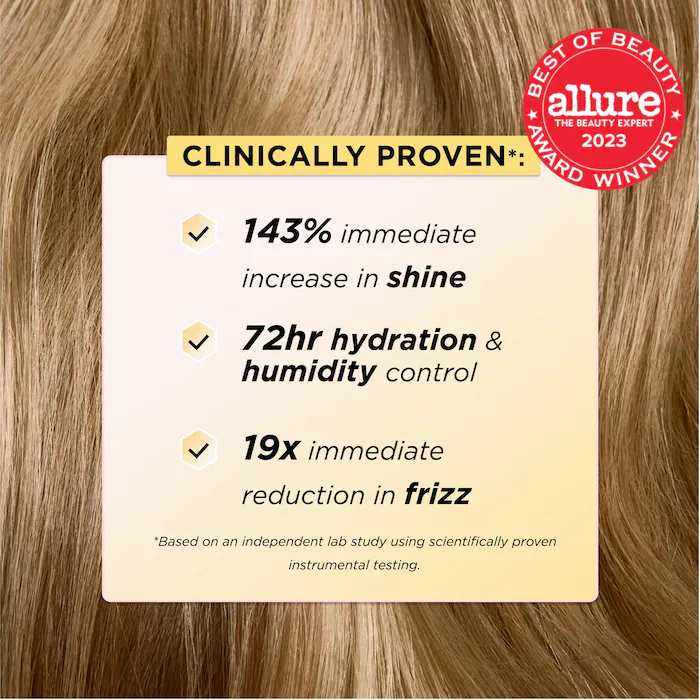 BEST OF BEAUTY
allure
THE BEAUTY EXPERT
2023
AWARD WINNER
CLINICALLY PROVEN*:
143% immediate
increase in shine
72hr hydration &
humidity control
19x immediate
reduction in frizz
*Based on an independent lab study using scientifically proven
instrumental testing.